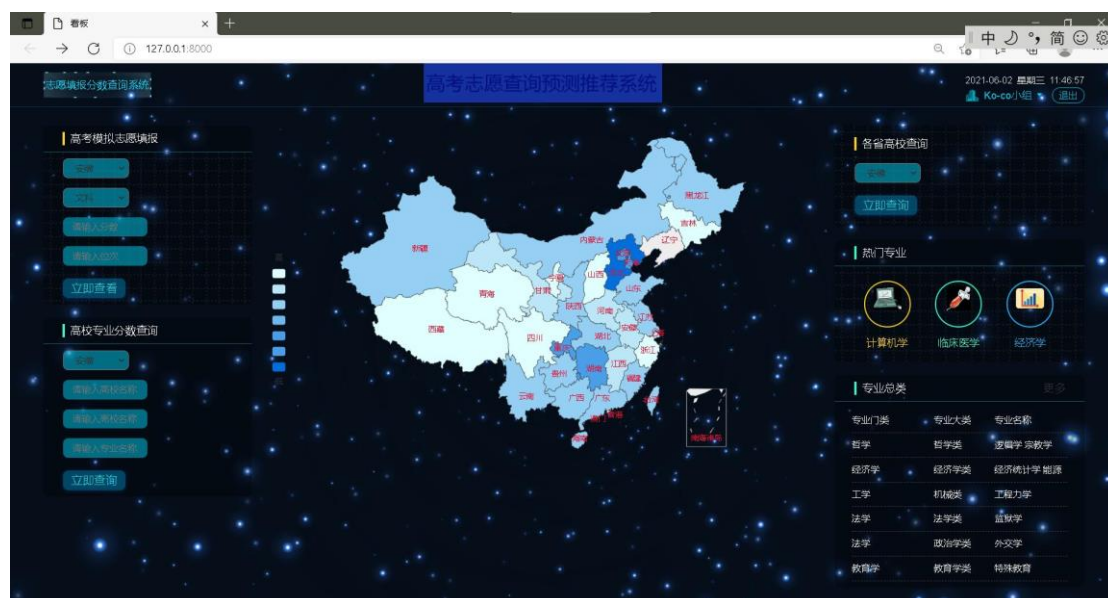 看板
127.0.0.1:8000
中 简
志愿填报分数查询系统
高考志愿查询预测推荐系统
2021-06-02 星期三 11:46:57
Ko-co小组 退出
高考模拟志愿填报
安徽
文科
请输入分数
请输入位次
立即查看
高校专业分数查询
安徽
请输入高校名称
请输入高校名称
请输入专业名称
立即查询
黑龙江
吉林
辽宁
内蒙古
新疆
山西
山东
宁夏
青海
甘肃
陕西
河南
江苏
西藏
四川
湖北
安徽
重庆
浙江
湖南
江西
贵州
福建
云南
广西
广东
台湾
香港
澳门
海南
南海诸岛
各省高校查询
安徽
立即查询
热门专业
计算机学 临床医学 经济学
专业总类 更多
专业门类 专业大类 专业名称
哲学 哲学类 逻辑学 宗教学
经济学 经济学类 经济统计学 能源
工学 机械类 工程力学
法学 法学类 监狱学
法学 政治学类 外交学
教育学 教育学类 特殊教育